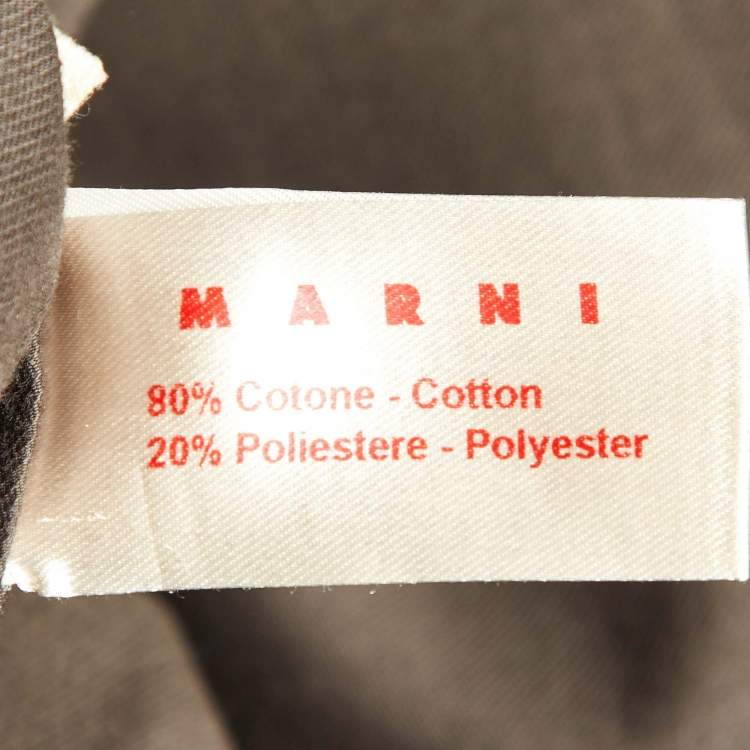 MARNI
80% Cotone - Cotton
20% Poliestere - Polyester